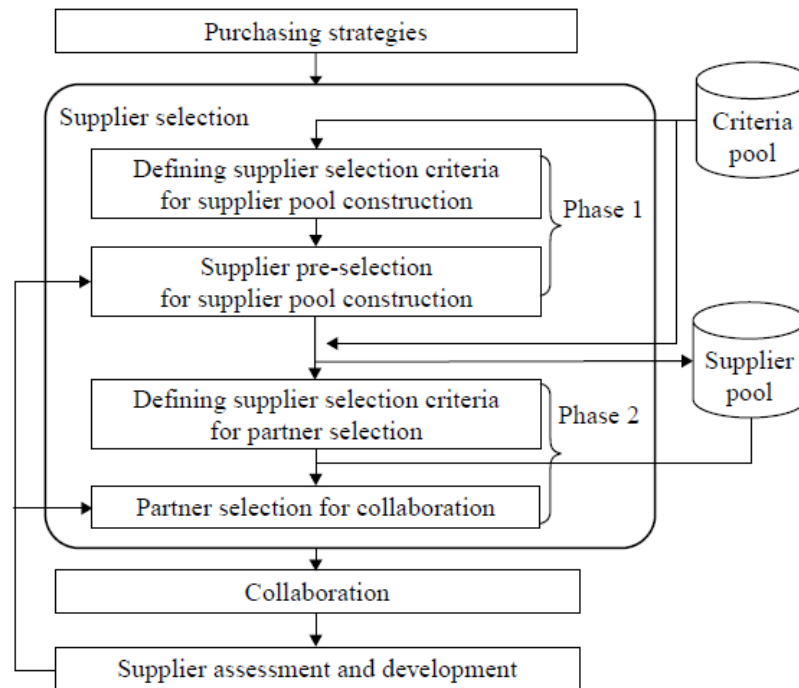 Purchasing strategies
Supplier selection
Criteria
pool
Defining supplier selection criteria
for supplier pool construction
Phase 1
Supplier pre-selection
for supplier pool construction
Supplier
pool
Defining supplier selection criteria
for partner selection
Phase 2
Partner selection for collaboration
Collaboration
Supplier assessment and development